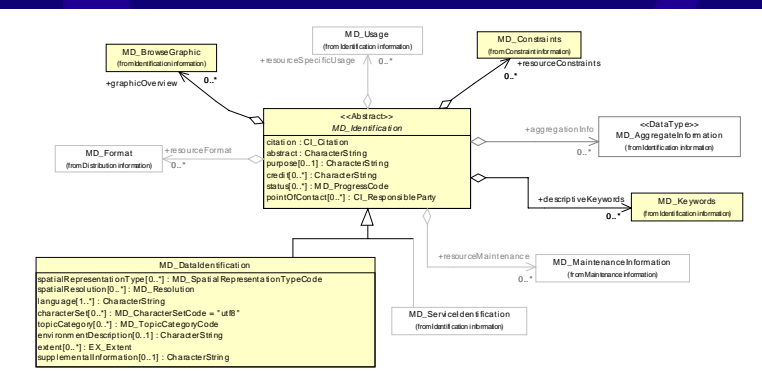 MD_Usage
(from Identification information)
MD_BrowseGraphic
(from Identification information)
MD_Constraints
(from Constraint information)
+resourceSpecificUsage
0..*
+resourceConstraints
0..*
+graphicOverview
0..*
<<Abstract>>
MD_Identification
citation : CI_Citation
abstract : CharacterString
purpose[0..1] : CharacterString
credit[0..*] : CharacterString
status[0..*] : MD_ProgressCode
pointOfContact[0..*] : CI_ResponsibleParty
+aggregationInfo
0..*
<<DataType>>
MD_AggregateInformation
(from Identification information)
MD_Format
(from Distribution information)
+resourceFormat
0..*
+descriptiveKeywords
0..*
MD_Keywords
(from Identification information)
+resourceMaintenance
0..*
MD_MaintenanceInformation
(from Maintenance information)
MD_DataIdentification
spatialRepresentationType[0..*] : MD_SpatialRepresentationTypeCode
spatialResolution[0..*] : MD_Resolution
language[1..*] : CharacterString
characterSet[0..*] : MD_CharacterSetCode = "utf8"
topicCategory[0..*] : MD_TopicCategoryCode
environmentDescription[0..1] : CharacterString
extent[0..*] : EX_Extent
supplementalInformation[0..1] : CharacterString
MD_ServiceIdentification
(from Identification information)